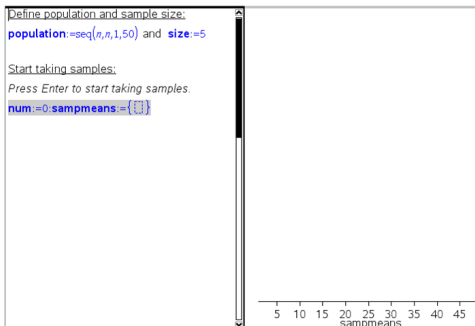 Define population and sample size:
population:=seq(n,n,1,50) and size:=5
Start taking samples:
Press Enter to start taking samples.
num:=0:sampmeans:={}
5 10 15 20 25 30 35 40 45
sampmeans